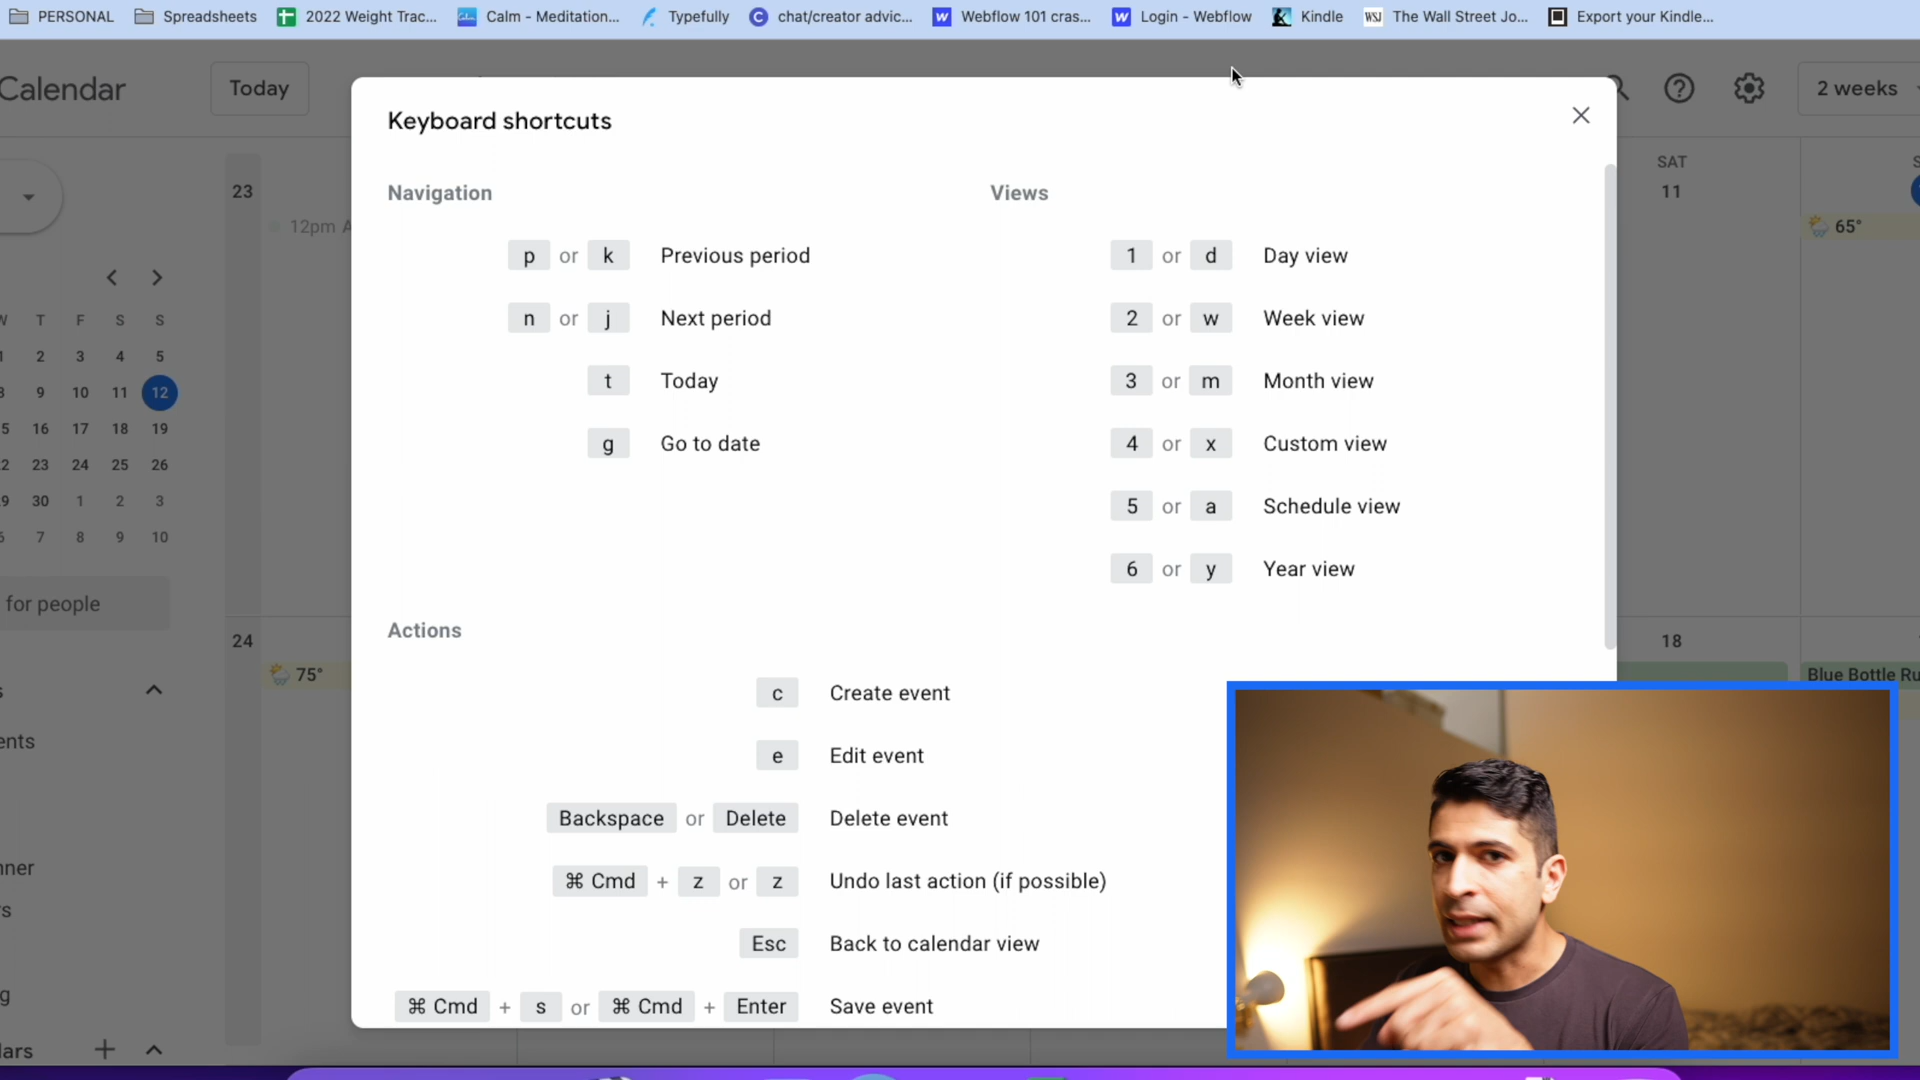 PERSONAL Spreadsheets 2022 Weight Trac... Calm - Meditation... Typefully chat/creator advic... Webflow 101 cras... Login - Webflow Kindle WSJ The Wall Street Jo... Export your Kindle...
Calendar Today 2 weeks
Keyboard shortcuts
Navigation
p or k Previous period
n or j Next period
t Today
g Go to date
Views
1 or d Day view
2 or w Week view
3 or m Month view
4 or x Custom view
5 or a Schedule view
6 or y Year view
Actions
c Create event
e Edit event
Backspace or Delete Delete event
⌘ Cmd + z or z Undo last action (if possible)
Esc Back to calendar view
⌘ Cmd + s or ⌘ Cmd + Enter Save event
23
12pm A
T F S S
2 3 4 5
9 10 11 12
16 17 18 19
23 24 25 26
30 1 2 3
7 8 9 10
for people
24
75°
SAT
11
65°
18
Blue Bottle Ru
ents
nner
rs
g
lars